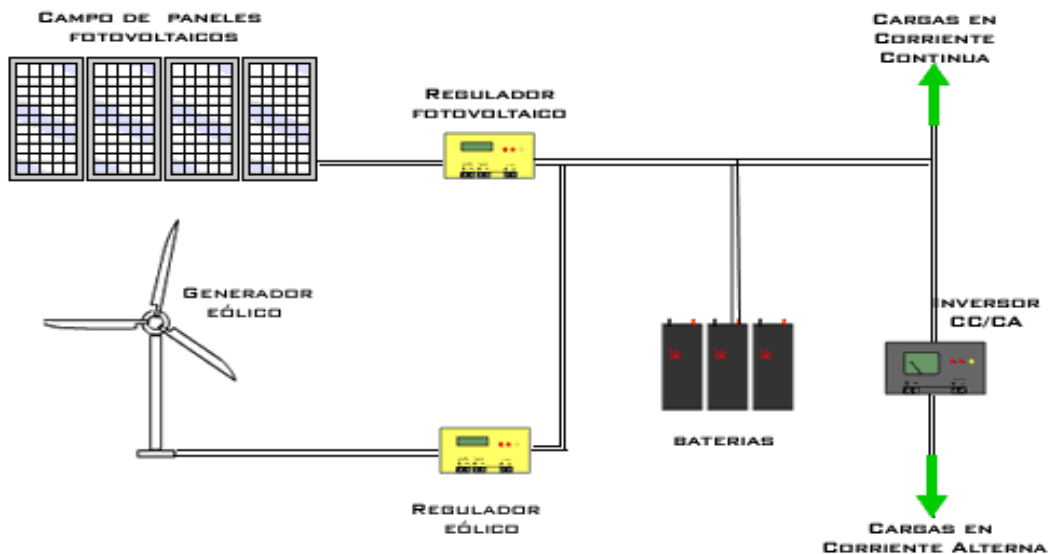 CAMPO DE PANELES
FOTOVOLTAICOS
CARGAS EN
CORRIENTE
CONTINUA
REGULADOR
FOTOVOLTAICO
GENERADOR
EÓLICO
INVERSOR
CC/CA
BATERIAS
REGULADOR
EÓLICO
CARGAS EN
CORRIENTE ALTERNA